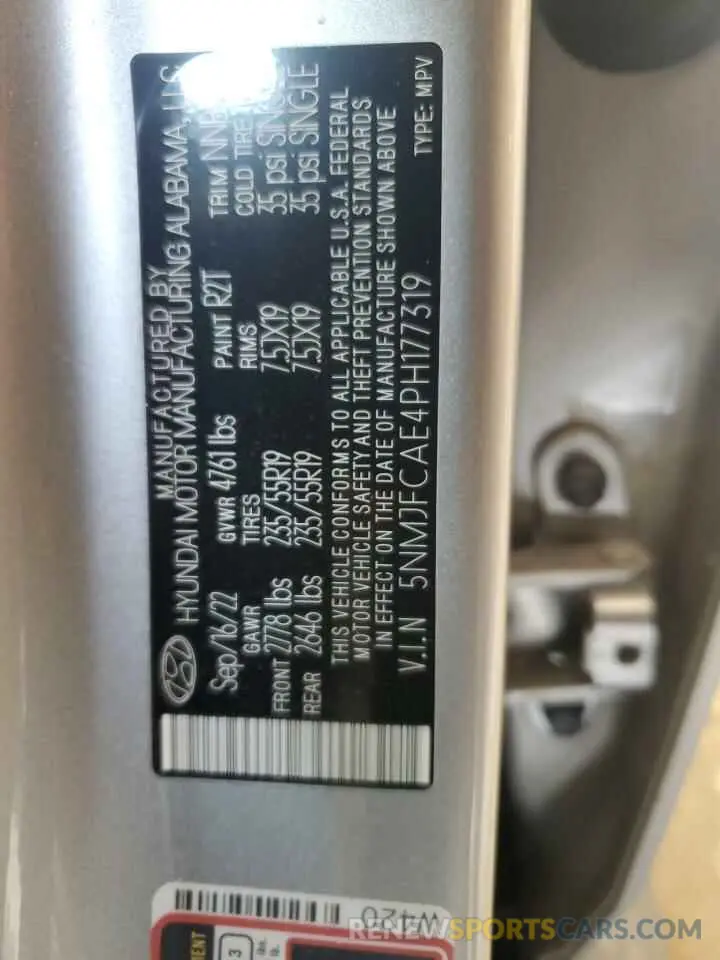 MANUFACTURED BY
HYUNDAI MOTOR MANUFACTURING ALABAMA, LLC
Sep/16/22 GVWR 4761 lbs PAINT R2T TRIM
GAWR TIRES RIMS COLD TIRE
FRONT 2778 lbs 235/55R19 7.5JX19 35 psi
REAR 2646 lbs 235/55R19 7.5JX19 35 psi SINGLE
THIS VEHICLE CONFORMS TO ALL APPLICABLE U.S.A. FEDERAL
MOTOR VEHICLE SAFETY AND THEFT PREVENTION STANDARDS
IN EFFECT ON THE DATE OF MANUFACTURE SHOWN ABOVE
V.I.N 5NMJFCAE4PH177319 TYPE: MPV
W420
3
RENEWSPORTSCARS.COM